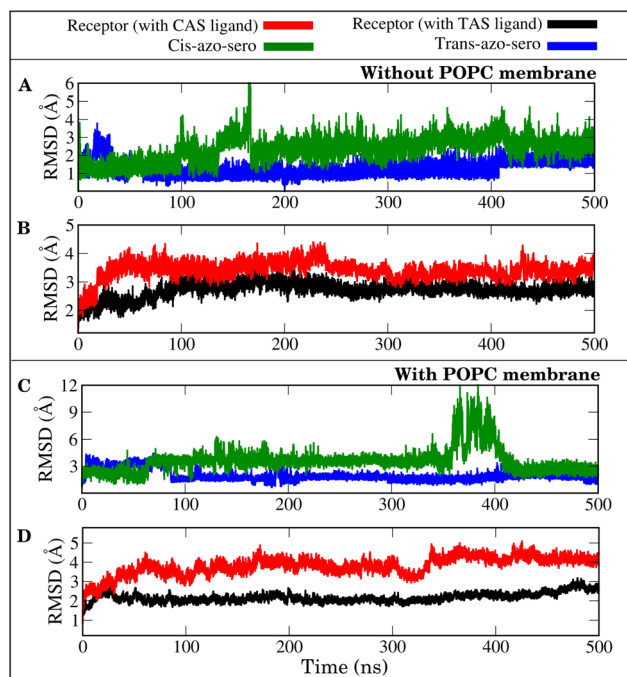 Receptor (with CAS ligand)
Receptor (with TAS ligand)
Cis-azo-sero
Trans-azo-sero
Without POPC membrane
A
RMSD (Å)
6
5
4
3
2
1
0 100 200 300 400 500
B
RMSD (Å)
5
4
3
2
0 100 200 300 400 500
With POPC membrane
C
RMSD (Å)
12
9
6
3
0 100 200 300 400 500
D
RMSD (Å)
5
4
3
2
1
0 100 200 300 400 500
Time (ns)